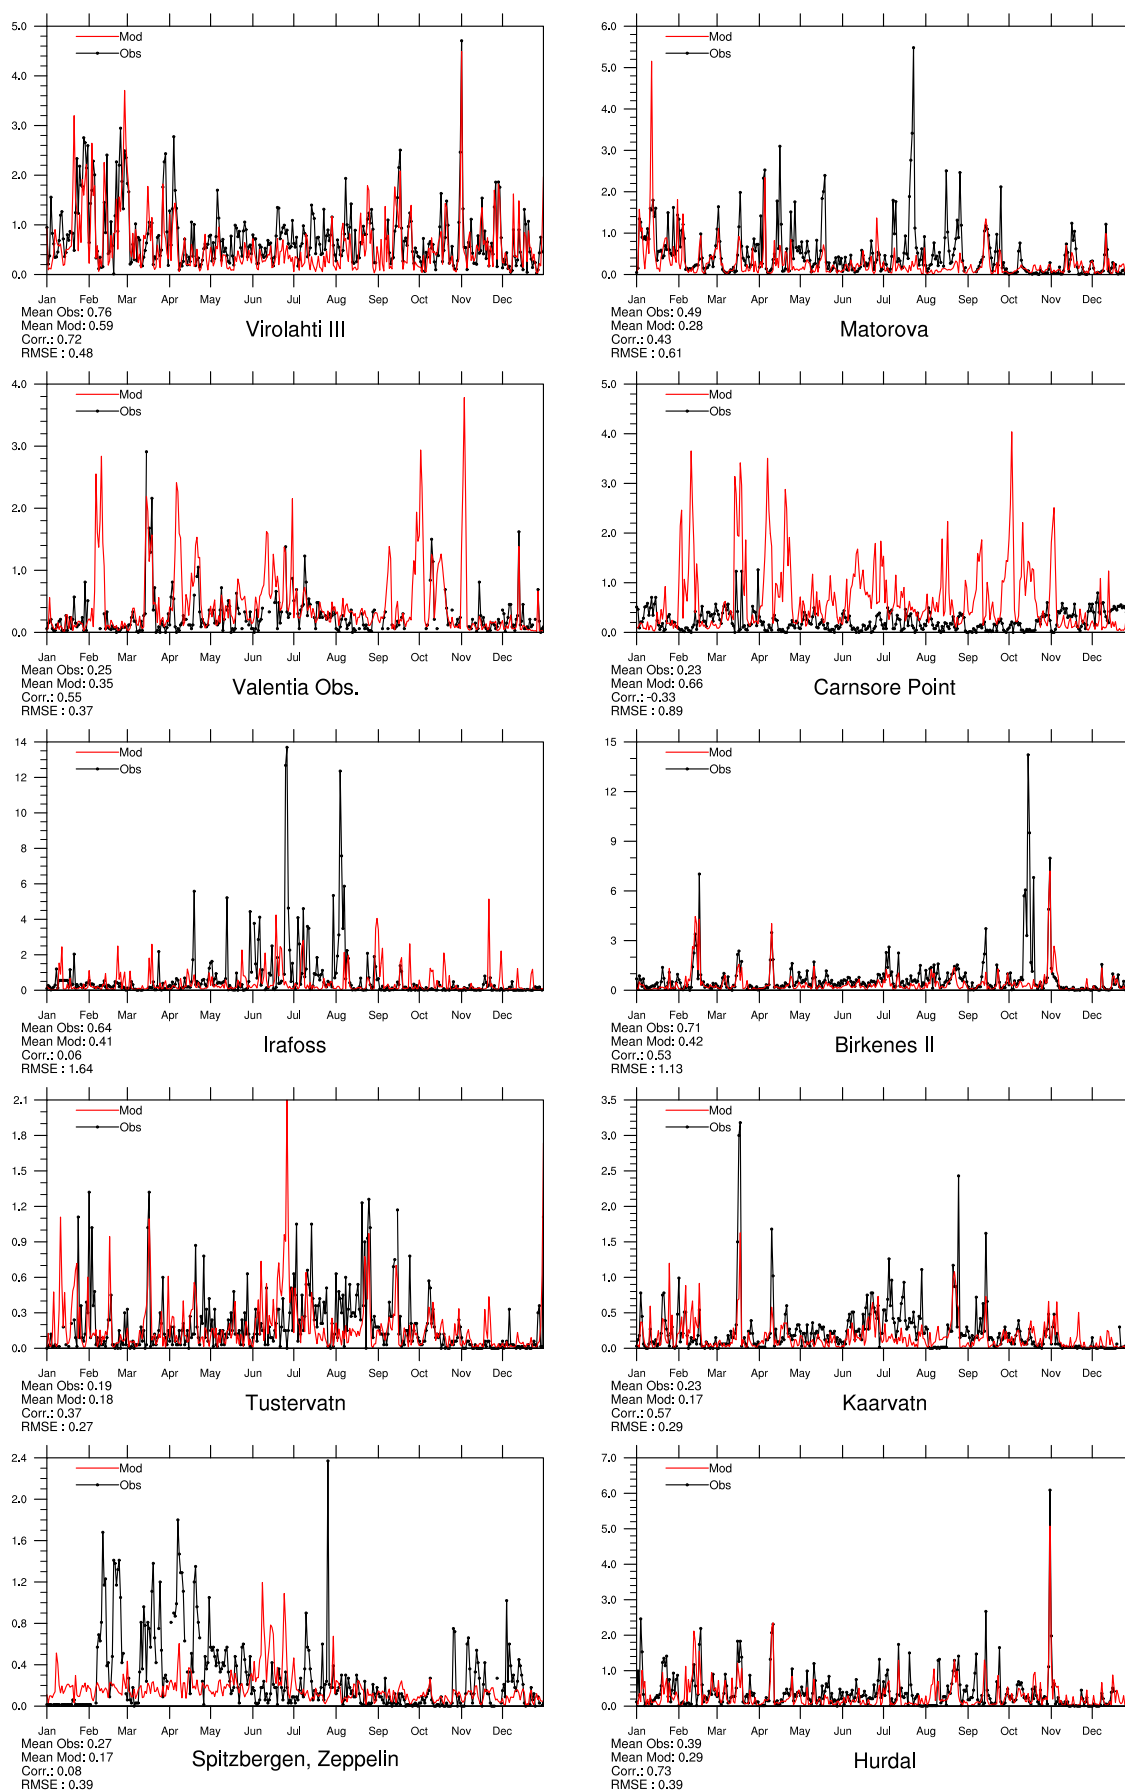 5.0
4.0
3.0
2.0
1.0
0.0
Mod
Obs
Jan Feb Mar Apr May Jun Jul Aug Sep Oct Nov Dec
Mean Obs: 0.76
Mean Mod: 0.59
Corr.: 0.72
RMSE : 0.48
Virolahti III
6.0
5.0
4.0
3.0
2.0
1.0
0.0
Mod
Obs
Jan Feb Mar Apr May Jun Jul Aug Sep Oct Nov Dec
Mean Obs: 0.49
Mean Mod: 0.28
Corr.: 0.43
RMSE : 0.61
Matorova
4.0
3.0
2.0
1.0
0.0
Mod
Obs
Jan Feb Mar Apr May Jun Jul Aug Sep Oct Nov Dec
Mean Obs: 0.25
Mean Mod: 0.35
Corr.: 0.55
RMSE : 0.37
Valentia Obs.
5.0
4.0
3.0
2.0
1.0
0.0
Mod
Obs
Jan Feb Mar Apr May Jun Jul Aug Sep Oct Nov Dec
Mean Obs: 0.23
Mean Mod: 0.66
Corr.: -0.33
RMSE : 0.89
Carnsore Point
14
12
10
8
6
4
2
0
Mod
Obs
Jan Feb Mar Apr May Jun Jul Aug Sep Oct Nov Dec
Mean Obs: 0.64
Mean Mod: 0.41
Corr.: 0.06
RMSE : 1.64
Irafoss
15
12
9
6
3
0
Mod
Obs
Jan Feb Mar Apr May Jun Jul Aug Sep Oct Nov Dec
Mean Obs: 0.71
Mean Mod: 0.42
Corr.: 0.53
RMSE : 1.13
Birkenes II
2.1
1.8
1.5
1.2
0.9
0.6
0.3
0.0
Mod
Obs
Jan Feb Mar Apr May Jun Jul Aug Sep Oct Nov Dec
Mean Obs: 0.19
Mean Mod: 0.18
Corr.: 0.37
RMSE : 0.27
Tustervatn
3.5
3.0
2.5
2.0
1.5
1.0
0.5
0.0
Mod
Obs
Jan Feb Mar Apr May Jun Jul Aug Sep Oct Nov Dec
Mean Obs: 0.23
Mean Mod: 0.17
Corr.: 0.57
RMSE : 0.29
Kaarvatn
2.4
2.0
1.6
1.2
0.8
0.4
0.0
Mod
Obs
Jan Feb Mar Apr May Jun Jul Aug Sep Oct Nov Dec
Mean Obs: 0.27
Mean Mod: 0.17
Corr.: 0.08
RMSE : 0.39
Spitzbergen, Zeppelin
7.0
6.0
5.0
4.0
3.0
2.0
1.0
0.0
Mod
Obs
Jan Feb Mar Apr May Jun Jul Aug Sep Oct Nov Dec
Mean Obs: 0.39
Mean Mod: 0.29
Corr.: 0.73
RMSE : 0.39
Hurdal